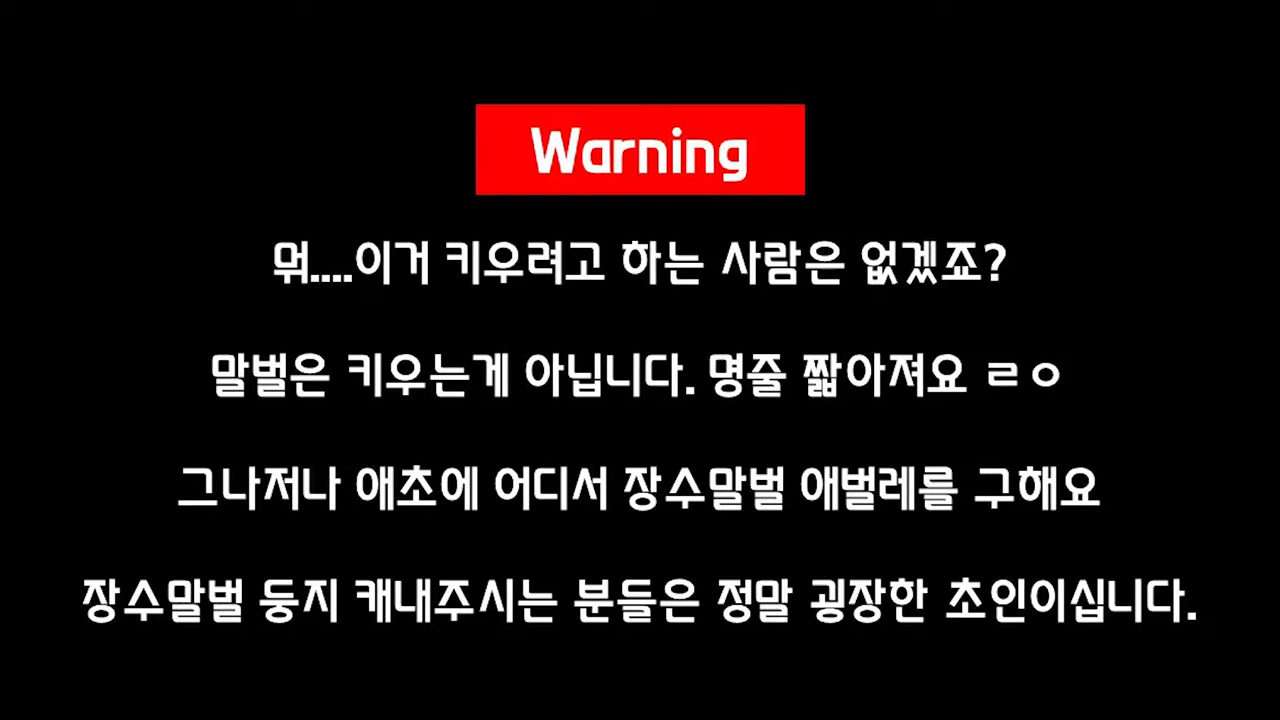 Warning
뭐....이거 키우려고 하는 사람은 없겠죠?
말벌은 키우는게 아닙니다. 명줄 짧아져요 ㄹㅇ
그나저나 애초에 어디서 장수말벌 애벌레를 구해요
장수말벌 둥지 캐내주시는 분들은 정말 굉장한 초인이십니다.